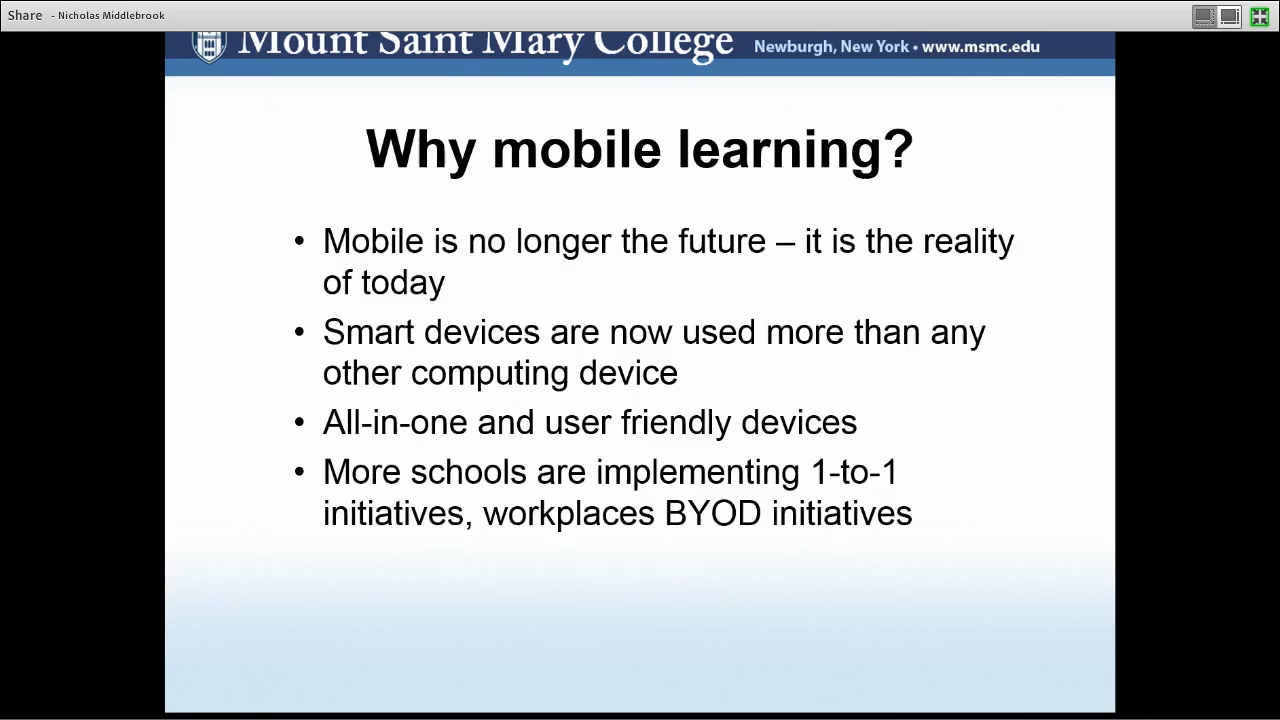 Share - Nicholas Middlebrook
Mount Saint Mary College Newburgh, New York • www.msmc.edu
Why mobile learning?
• Mobile is no longer the future – it is the reality
of today
• Smart devices are now used more than any
other computing device
• All-in-one and user friendly devices
• More schools are implementing 1-to-1
initiatives, workplaces BYOD initiatives